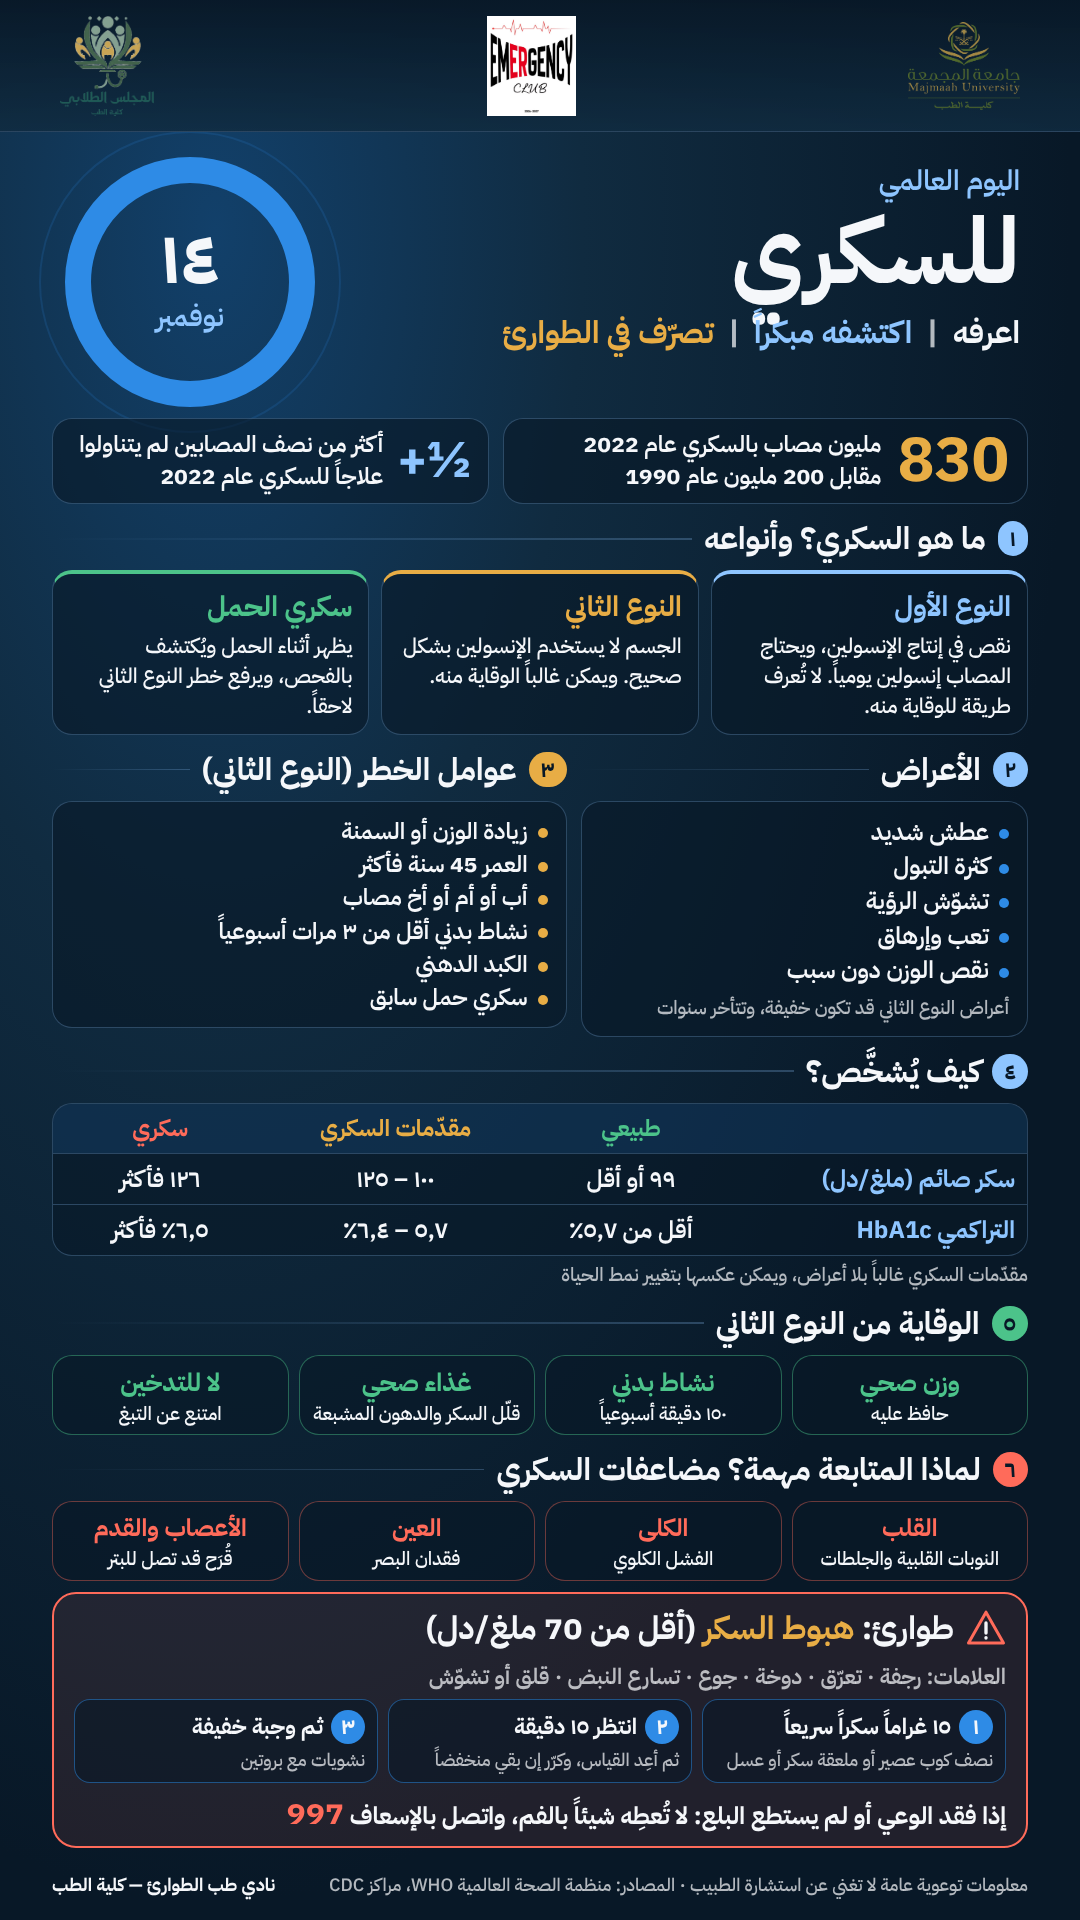 المجلس الطلابي
كلية الطب
EMERGENCY
CLUB
جامعة المجمعة
Majmaah University
كليـــة الطـب
اليوم العالمي
للسكري
اعرفه | اكتشفه مبكراً | تصرّف في الطوارئ
١٤
نوفمبر
830
مليون مصاب بالسكري عام 2022
مقابل 200 مليون عام 1990
½+
أكثر من نصف المصابين لم يتناولوا
علاجاً للسكري عام 2022
١ ما هو السكري؟ وأنواعه
النوع الأول
نقص في إنتاج الإنسولين، ويحتاج
المصاب إنسولين يومياً. لا تُعرف
طريقة للوقاية منه.
النوع الثاني
الجسم لا يستخدم الإنسولين بشكل
صحيح. ويمكن غالباً الوقاية منه.
سكري الحمل
يظهر أثناء الحمل ويُكتشف
بالفحص، ويرفع خطر النوع الثاني
لاحقاً.
٢ الأعراض
عطش شديد
كثرة التبول
تشوّش الرؤية
تعب وإرهاق
نقص الوزن دون سبب
أعراض النوع الثاني قد تكون خفيفة، وتتأخر سنوات
٣ عوامل الخطر (النوع الثاني)
زيادة الوزن أو السمنة
العمر 45 سنة فأكثر
أب أو أم أو أخ مصاب
نشاط بدني أقل من ٣ مرات أسبوعياً
الكبد الدهني
سكري حمل سابق
٤ كيف يُشخَّص؟
طبيعي مقدّمات السكري سكري
سكر صائم (ملغ/دل) ٩٩ أو أقل ١٠٠ – ١٢٥ ١٢٦ فأكثر
التراكمي HbA1c أقل من ٥,٧٪ ٥,٧ – ٦,٤٪ ٦,٥٪ فأكثر
مقدّمات السكري غالباً بلا أعراض، ويمكن عكسها بتغيير نمط الحياة
٥ الوقاية من النوع الثاني
وزن صحي
حافظ عليه
نشاط بدني
١٥٠ دقيقة أسبوعياً
غذاء صحي
قلّل السكر والدهون المشبعة
لا للتدخين
امتنع عن التبغ
٦ لماذا المتابعة مهمة؟ مضاعفات السكري
القلب
النوبات القلبية والجلطات
الكلى
الفشل الكلوي
العين
فقدان البصر
الأعصاب والقدم
قُرَح قد تصل للبتر
طوارئ: هبوط السكر (أقل من 70 ملغ/دل)
العلامات: رجفة · تعرّق · دوخة · جوع · تسارع النبض · قلق أو تشوّش
١ ١٥ غراماً سكراً سريعاً
نصف كوب عصير أو ملعقة سكر أو عسل
٢ انتظر ١٥ دقيقة
ثم أعِد القياس، وكرّر إن بقي منخفضاً
٣ ثم وجبة خفيفة
نشويات مع بروتين
إذا فقد الوعي أو لم يستطع البلع: لا تُعطِه شيئاً بالفم، واتصل بالإسعاف 997
معلومات توعوية عامة لا تغني عن استشارة الطبيب · المصادر: منظمة الصحة العالمية WHO، مراكز CDC
نادي طب الطوارئ — كلية الطب